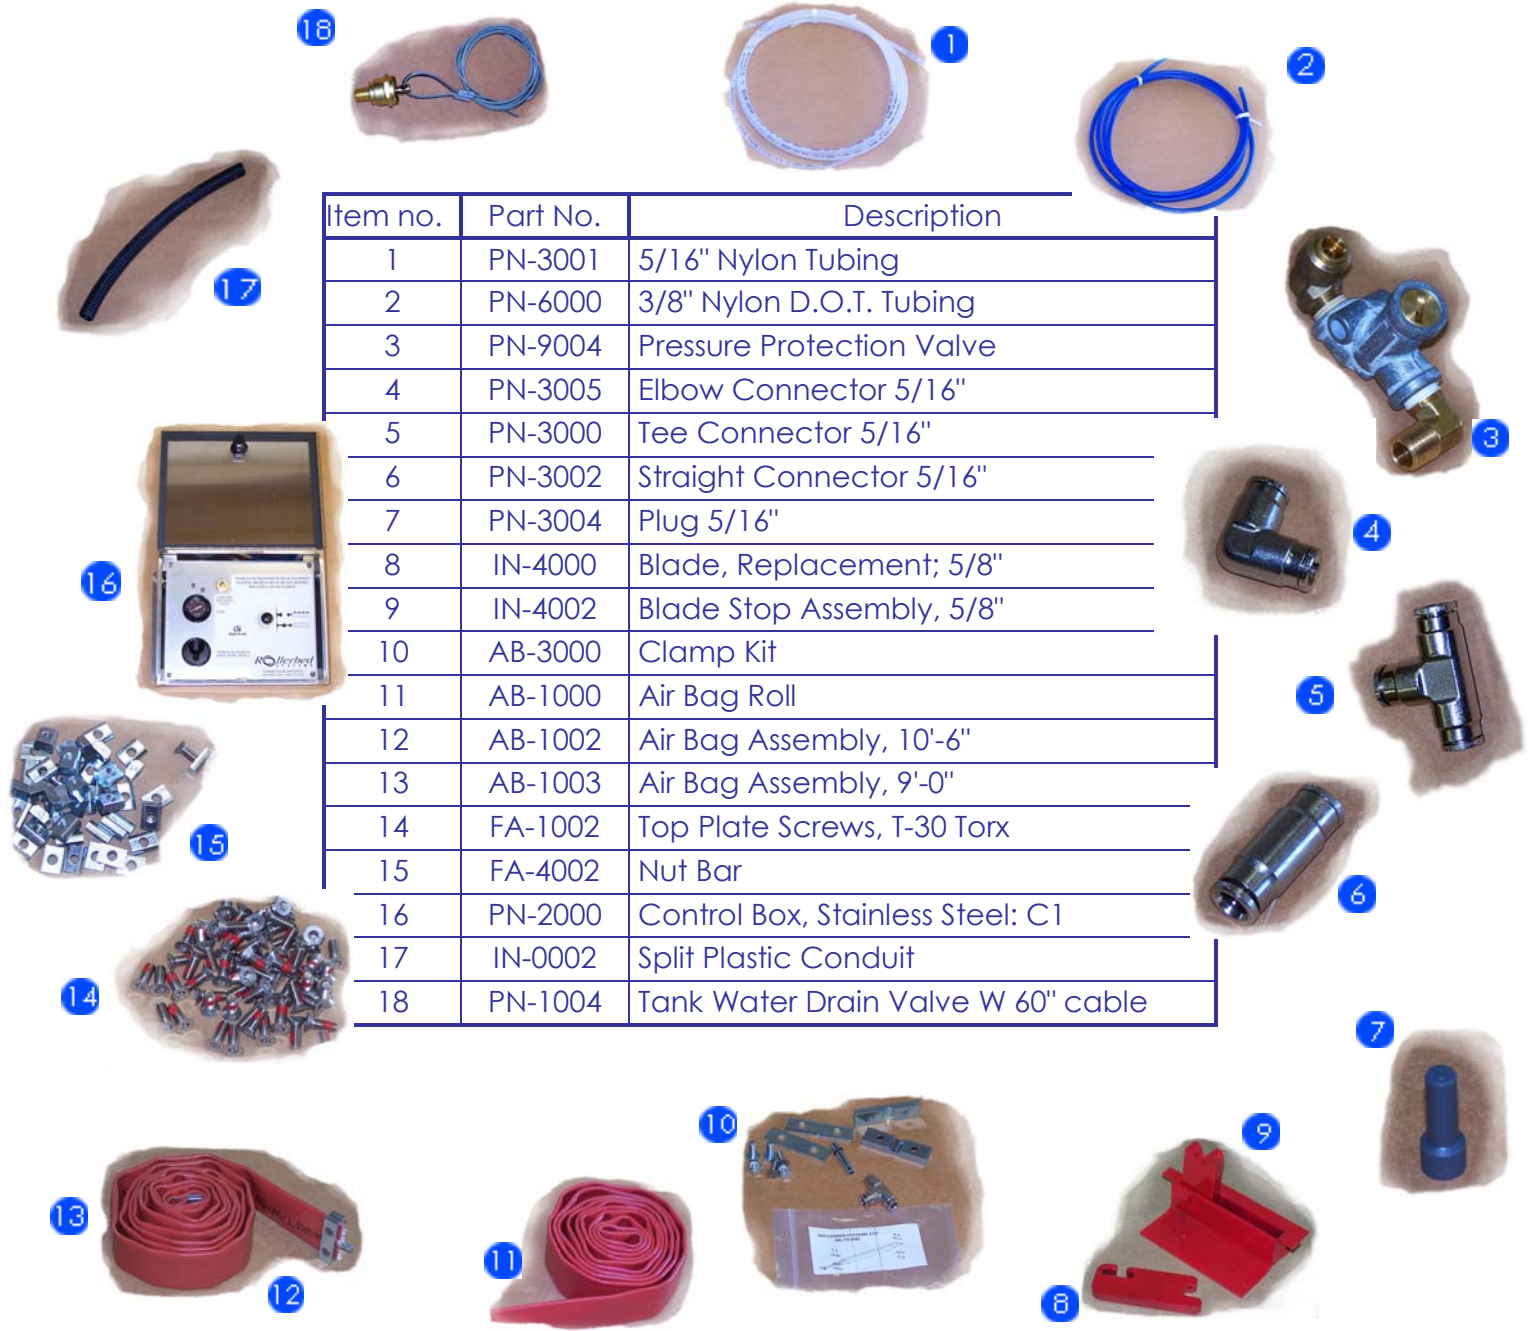 18
1
2
17
Item no. Part No. Description
1 PN-3001 5/16" Nylon Tubing
2 PN-6000 3/8" Nylon D.O.T. Tubing
3 PN-9004 Pressure Protection Valve
4 PN-3005 Elbow Connector 5/16"
5 PN-3000 Tee Connector 5/16"
6 PN-3002 Straight Connector 5/16"
7 PN-3004 Plug 5/16"
8 IN-4000 Blade, Replacement; 5/8"
9 IN-4002 Blade Stop Assembly, 5/8"
10 AB-3000 Clamp Kit
11 AB-1000 Air Bag Roll
12 AB-1002 Air Bag Assembly, 10'-6"
13 AB-1003 Air Bag Assembly, 9'-0"
14 FA-1002 Top Plate Screws, T-30 Torx
15 FA-4002 Nut Bar
16 PN-2000 Control Box, Stainless Steel: C1
17 IN-0002 Split Plastic Conduit
18 PN-1004 Tank Water Drain Valve W 60" cable
3
4
16
Rollerbed
SYSTEMS
5
15
6
14
7
10
9
13
11
12
8